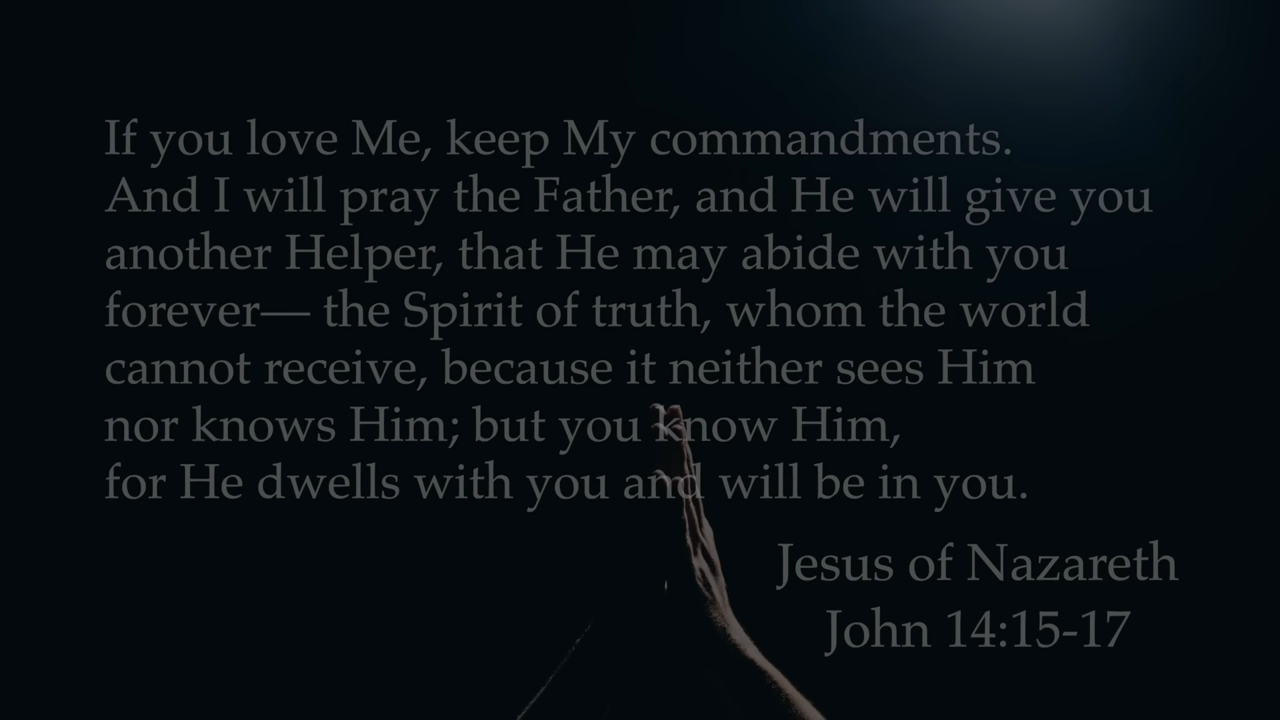 If you love Me, keep My commandments.
And I will pray the Father, and He will give you
another Helper, that He may abide with you
forever— the Spirit of truth, whom the world
cannot receive, because it neither sees Him
nor knows Him; but you know Him,
for He dwells with you and will be in you.
Jesus of Nazareth
John 14:15-17